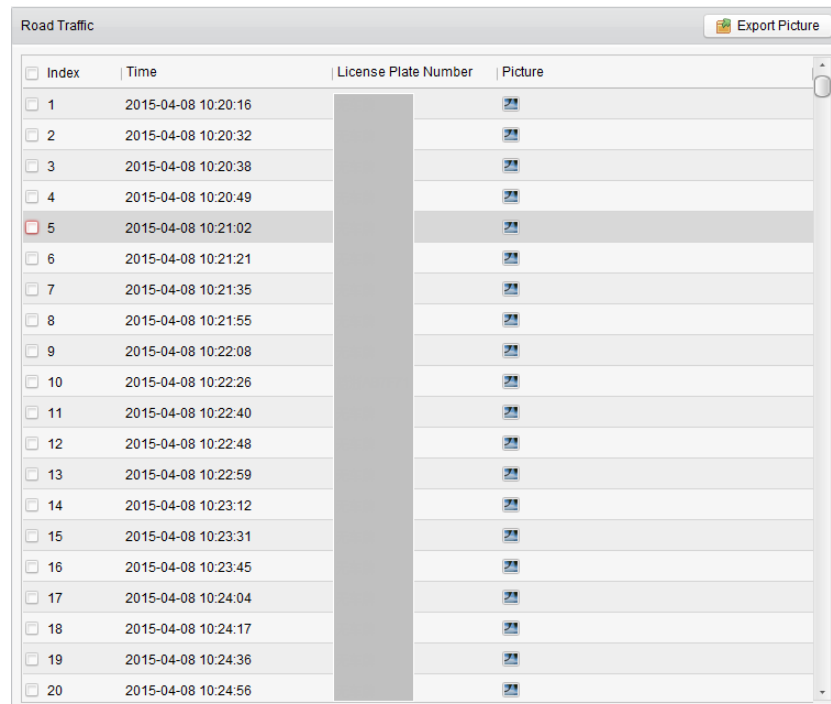 Road Traffic Export Picture
Index Time License Plate Number Picture
1 2015-04-08 10:20:16
2 2015-04-08 10:20:32
3 2015-04-08 10:20:38
4 2015-04-08 10:20:49
5 2015-04-08 10:21:02
6 2015-04-08 10:21:21
7 2015-04-08 10:21:35
8 2015-04-08 10:21:55
9 2015-04-08 10:22:08
10 2015-04-08 10:22:26
11 2015-04-08 10:22:40
12 2015-04-08 10:22:48
13 2015-04-08 10:22:59
14 2015-04-08 10:23:12
15 2015-04-08 10:23:31
16 2015-04-08 10:23:45
17 2015-04-08 10:24:04
18 2015-04-08 10:24:17
19 2015-04-08 10:24:36
20 2015-04-08 10:24:56